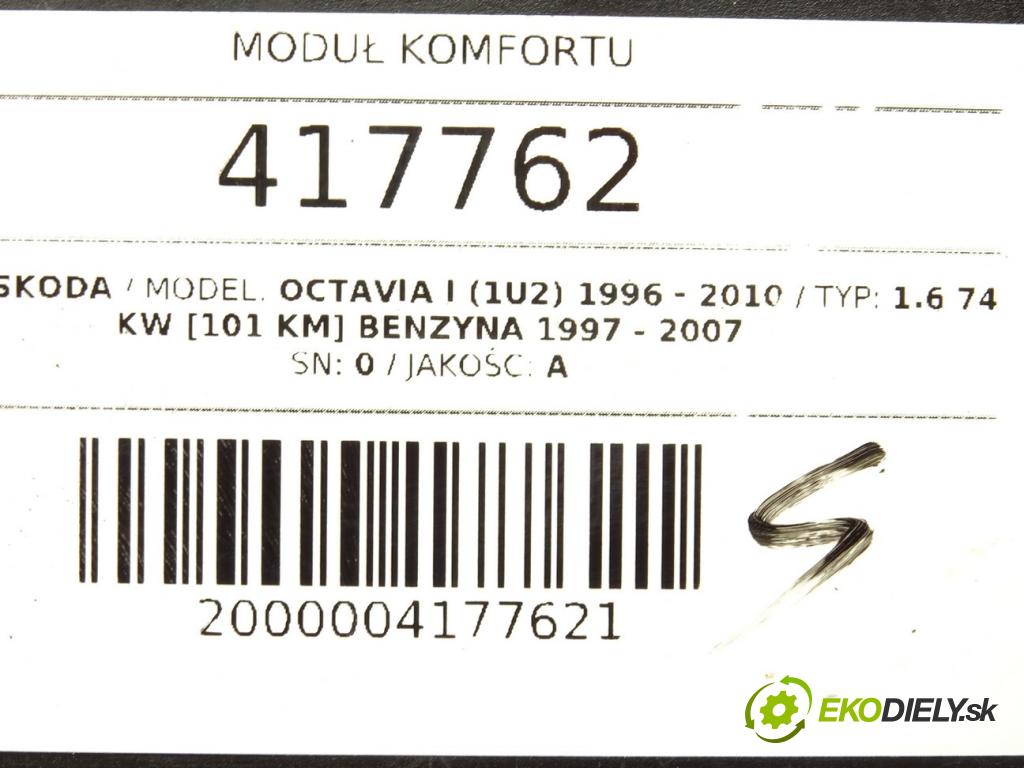 MODUŁ KOMFORTU
417762
SKODA / MODEL. OCTAVIA I (1U2) 1996 - 2010 / TYP: 1.6 74
KW [101 KM] BENZYNA 1997 - 2007
SN: 0 / JAKOŚĆ: A
2000004177621
EKODIELY.sk